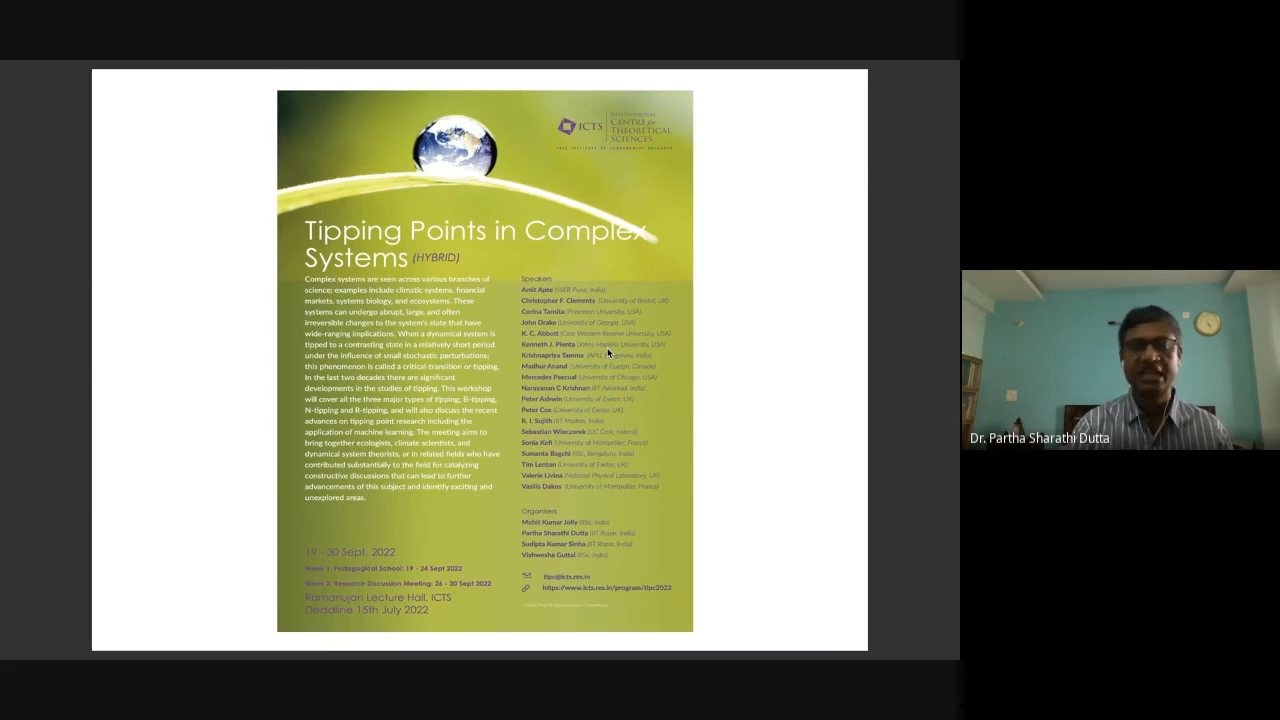 ICTS
INTERNATIONAL
CENTRE for
THEORETICAL
SCIENCES
TATA INSTITUTE OF FUNDAMENTAL RESEARCH
Tipping Points in Complex
Systems (HYBRID)
Complex systems are seen across various branches of
science; examples include climatic systems, financial
markets, systems biology, and ecosystems. These
systems can undergo abrupt, large, and often
irreversible changes to the system's state that have
wide-ranging implications. When a dynamical system is
tipped to a contrasting state in a relatively short period
under the influence of small stochastic perturbations;
this phenomenon is called a critical-transition or tipping.
In the last two decades there are significant
developments in the studies of tipping. This workshop
will cover all the three major types of tipping; B-tipping,
N-tipping and R-tipping, and will also discuss the recent
advances on tipping point research including the
application of machine learning. The meeting aims to
bring together ecologists, climate scientists, and
dynamical system theorists, or in related fields who have
contributed substantially to the field for catalyzing
constructive discussions that can lead to further
advancements of this subject and identify exciting and
unexplored areas.
19 - 30 Sept. 2022
Week 1: Pedagogical School: 19 - 24 Sept 2022
Week 2: Research Discussion Meeting: 26 - 30 Sept 2022
Ramanujan Lecture Hall, ICTS
Deadline 15th July 2022
Speakers
Amit Apte (IISER Pune, India)
Christopher F. Clements (University of Bristol, UK)
Corina Tarnita (Princeton University, USA)
John Drake (University of Georgia, USA)
K. C. Abbott (Case Western Reserve University, USA)
Kenneth J. Pienta (Johns Hopkins University, USA)
Krishnapriya Tamma (APU, Bengaluru, India)
Madhur Anand (University of Guelph, Canada)
Mercedes Pascual (University of Chicago, USA)
Narayanan C Krishnan (IIT Palakkad, India)
Peter Ashwin (University of Exeter, UK)
Peter Cox (University of Exeter, UK)
R. I. Sujith (IIT Madras, India)
Sebastian Wieczorek (UC Cork, Ireland)
Sonia Kefi (University of Montpellier, France)
Sumanta Bagchi (IISc, Bengaluru, India)
Tim Lenton (University of Exeter, UK)
Valerie Livina (National Physical Laboratory, UK)
Vasilis Dakos (University of Montpellier, France)
Organisers
Mohit Kumar Jolly (IISc, India)
Partha Sharathi Dutta (IIT Ropar, India)
Sudipta Kumar Sinha (IIT Ropar, India)
Vishwesha Guttal (IISc, India)
tipc@icts.res.in
https://www.icts.res.in/program/tipc2022
Dr. Partha Sharathi Dutta